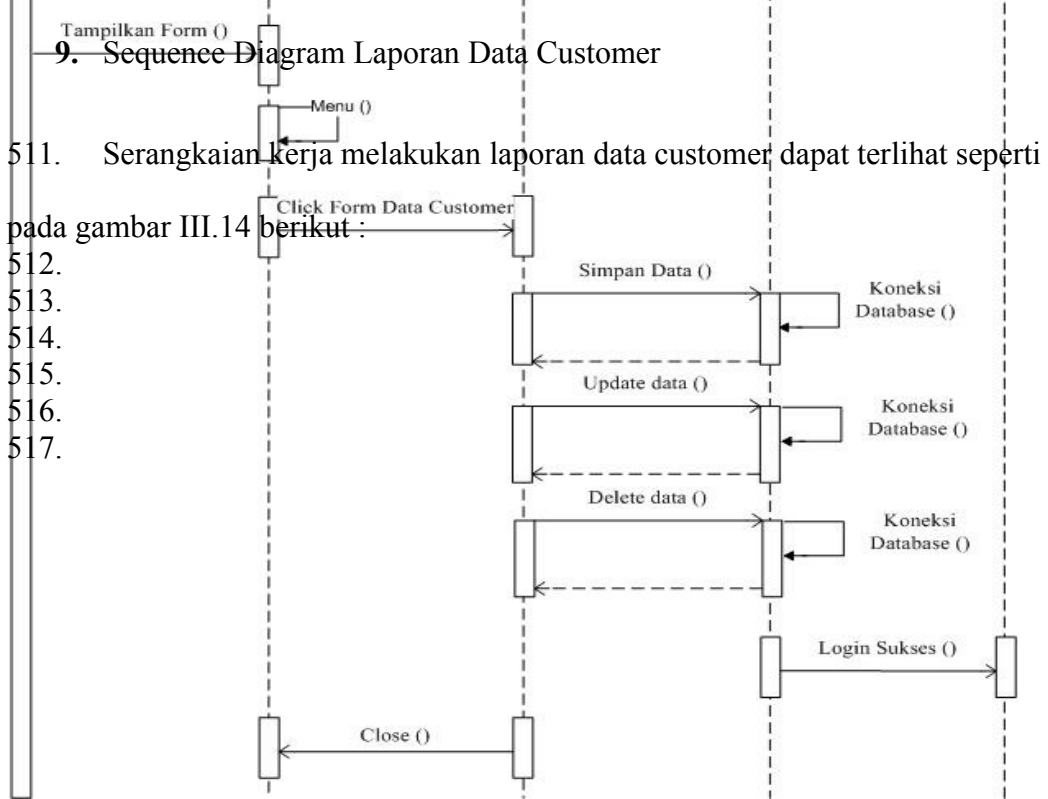 Tampilkan Form ()
9. Sequence Diagram Laporan Data Customer
Menu ()
511. Serangkaian kerja melakukan laporan data customer dapat terlihat seperti
Click Form Data Customer
pada gambar III.14 berikut :
512.
Simpan Data ()
Koneksi
Database ()
513.
514.
515.
Update data ()
516.
Koneksi
Database ()
517.
Delete data ()
Koneksi
Database ()
Login Sukses ()
Close ()